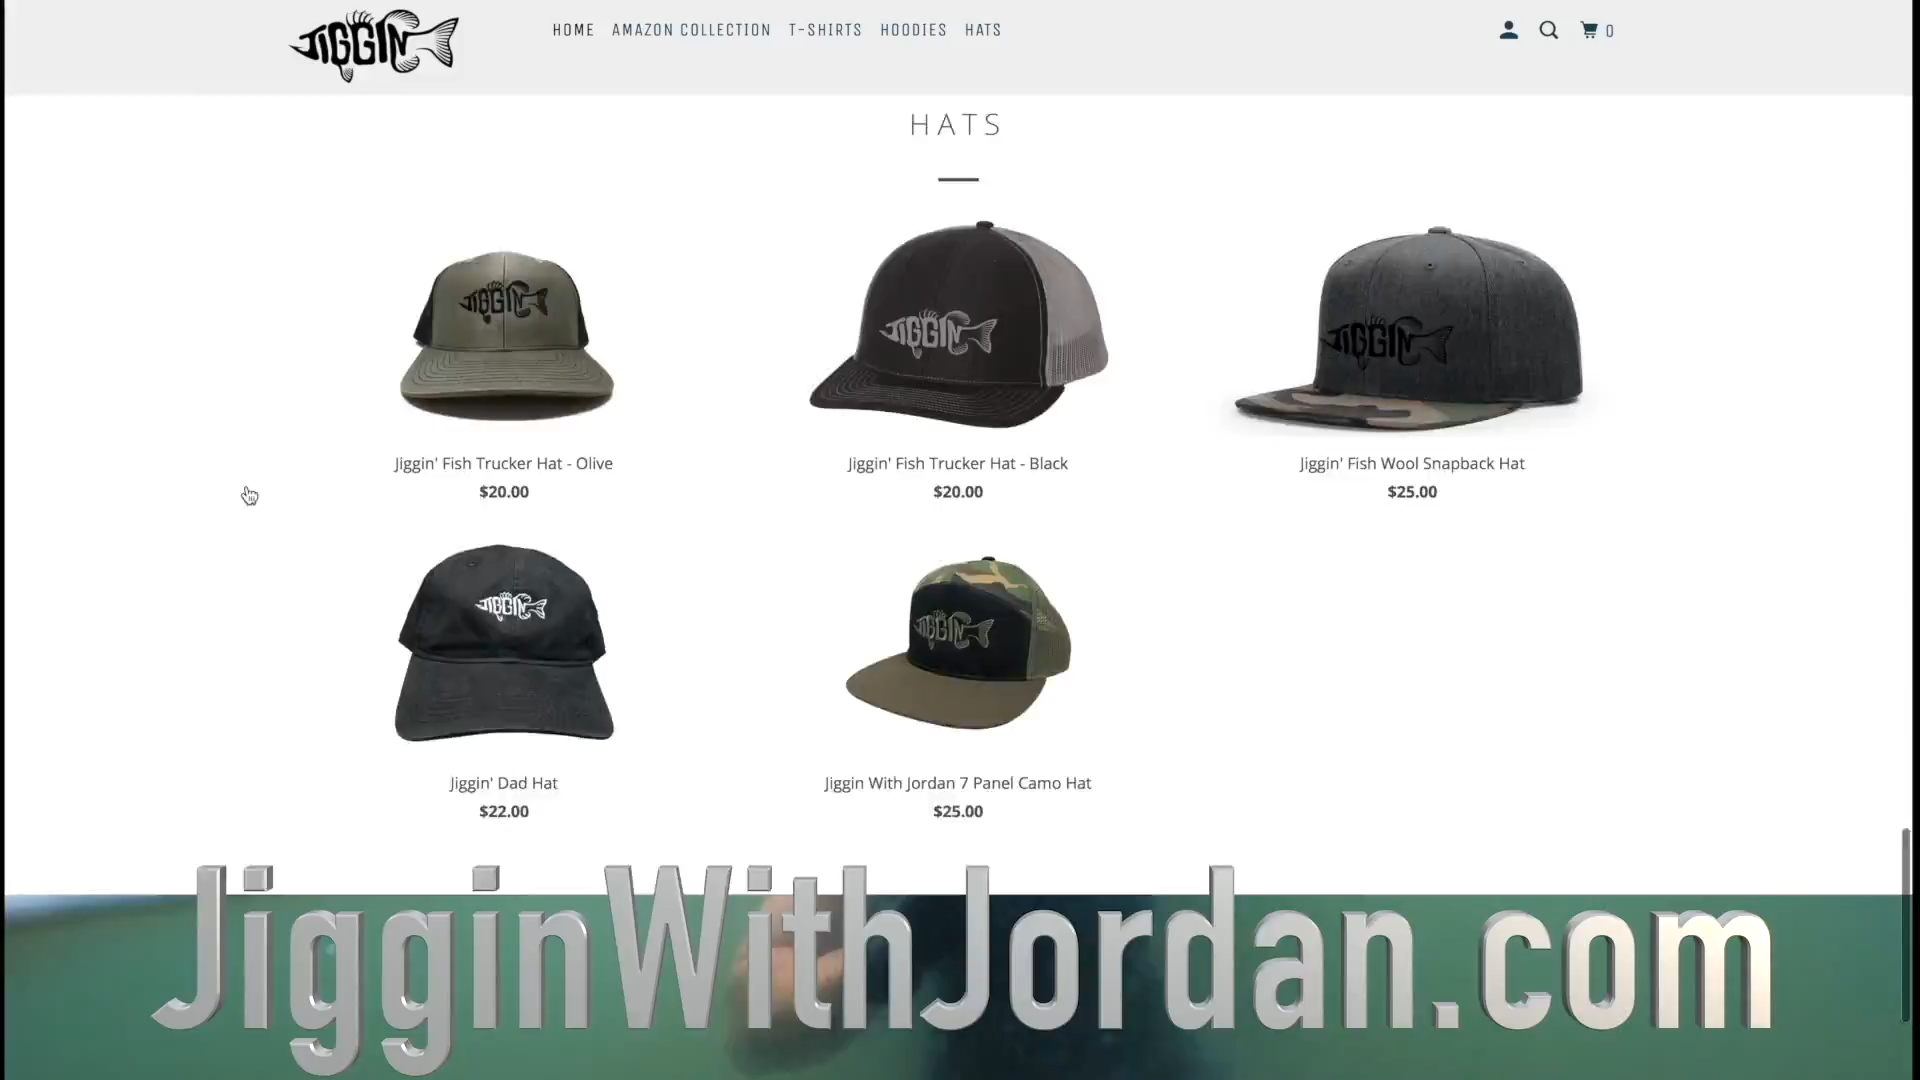 JIGGIN
HOME AMAZON COLLECTION T-SHIRTS HOODIES HATS
0
HATS
JIGGIN
JIGGIN
JIGGIN
Jiggin' Fish Trucker Hat - Olive
$20.00
Jiggin' Fish Trucker Hat - Black
$20.00
Jiggin' Fish Wool Snapback Hat
$25.00
JIGGIN
JIGGIN
Jiggin' Dad Hat
$22.00
Jiggin With Jordan 7 Panel Camo Hat
$25.00
JigginWithJordan.com